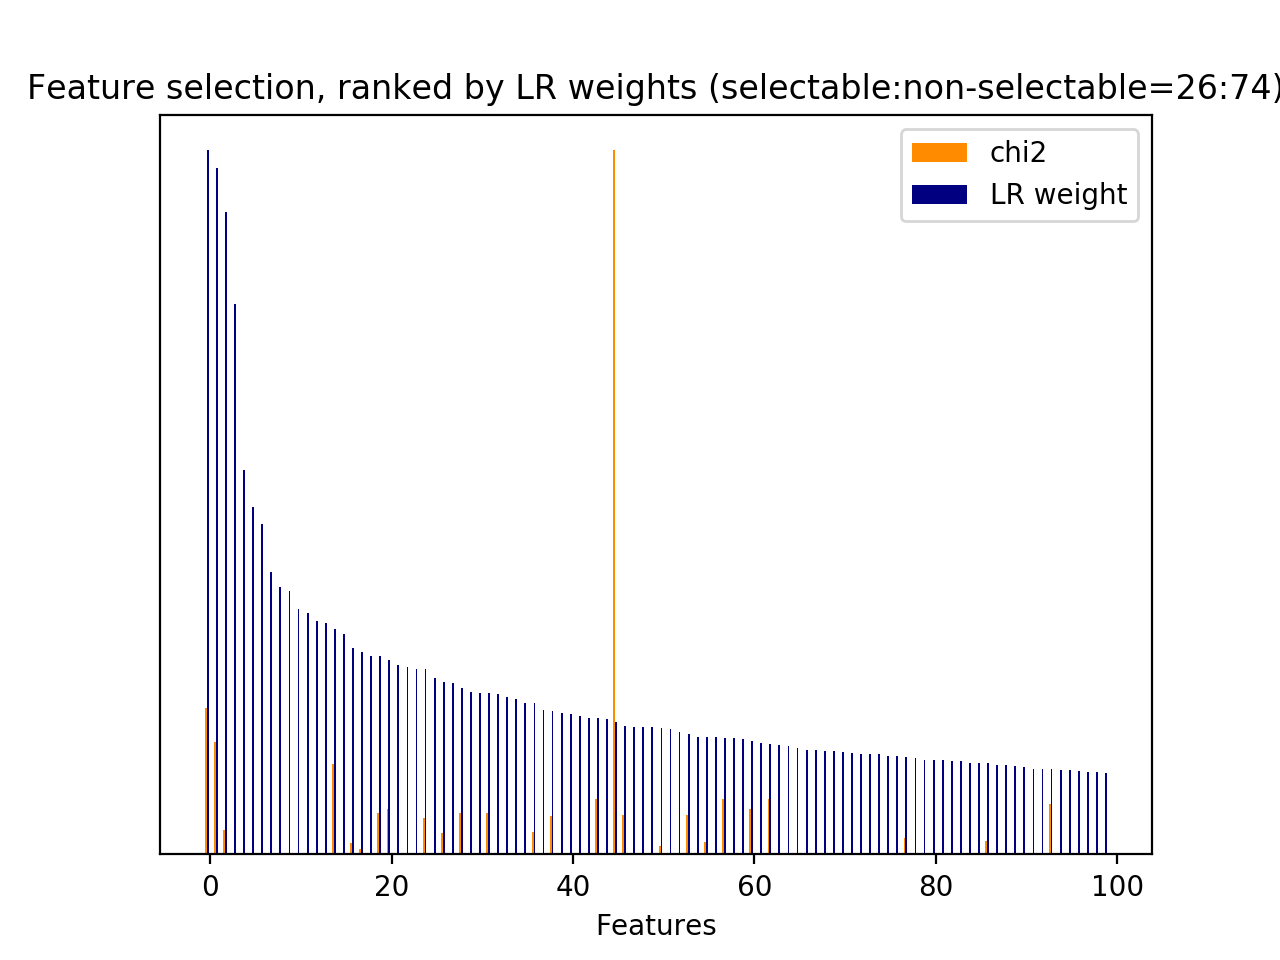 Feature selection, ranked by LR weights (selectable:non-selectable=26:74)
chi2
LR weight
0 20 40 60 80 100
Features